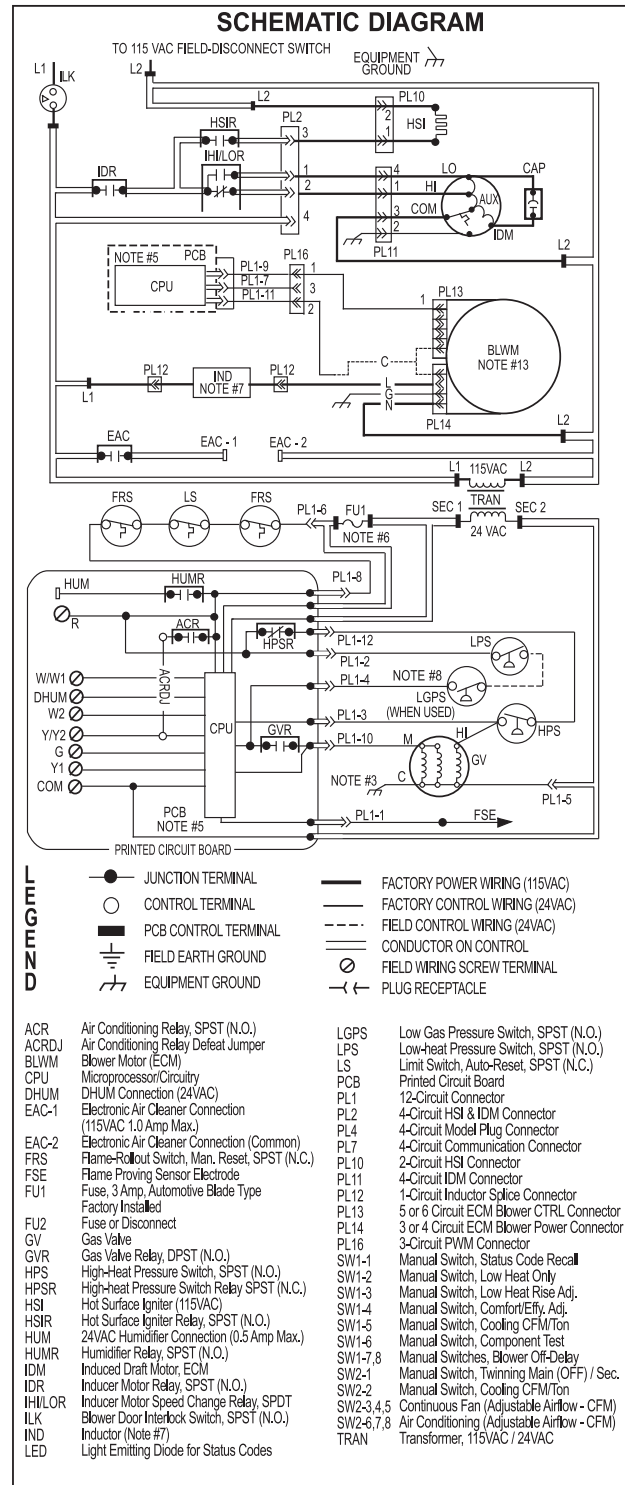 SCHEMATIC DIAGRAM
TO 115 VAC FIELD-DISCONNECT SWITCH
EQUIPMENT GROUND
L1
ILK
L2
L2
PL10
2
1
HSI
PL2
HSIR
3
IHI/LOR
1
2
4
IDR
4
1
3
2
PL11
LO
HI
COM
AUX
IDM
CAP
L2
NOTE #5
PCB
CPU
PL1-9
PL1-7
PL1-11
PL16
1
3
2
1
PL13
BLWM
NOTE #13
C
L1
PL12
IND
NOTE #7
PL12
L
G
N
PL14
L2
EAC
EAC - 1
EAC - 2
L1
115VAC
L2
TRAN
SEC 1
24 VAC
SEC 2
FRS
LS
FRS
PL1-6
FU1
NOTE #6
HUM
HUMR
PL1-8
R
ACR
HPSR
PL1-12
LPS
PL1-2
ACRDJ
PL1-4
NOTE #8
LGPS
(WHEN USED)
W/W1
DHUM
W2
Y/Y2
G
Y1
COM
CPU
GVR
PL1-3
HPS
PL1-10
M
HI
GV
NOTE #3
C
PL1-5
PCB
NOTE #5
PL1-1
FSE
PRINTED CIRCUIT BOARD
LEGEND
JUNCTION TERMINAL
CONTROL TERMINAL
PCB CONTROL TERMINAL
FIELD EARTH GROUND
EQUIPMENT GROUND
FACTORY POWER WIRING (115VAC)
FACTORY CONTROL WIRING (24VAC)
FIELD CONTROL WIRING (24VAC)
CONDUCTOR ON CONTROL
FIELD WIRING SCREW TERMINAL
PLUG RECEPTACLE
ACR Air Conditioning Relay, SPST (N.O.)
ACRDJ Air Conditioning Relay Defeat Jumper
BLWM Blower Motor (ECM)
CPU Microprocessor/Circuitry
DHUM DHUM Connection (24VAC)
EAC-1 Electronic Air Cleaner Connection
(115VAC 1.0 Amp Max.)
EAC-2 Electronic Air Cleaner Connection (Common)
FRS Flame-Rollout Switch, Man. Reset, SPST (N.C.)
FSE Flame Proving Sensor Electrode
FU1 Fuse, 3 Amp, Automotive Blade Type
Factory Installed
FU2 Fuse or Disconnect
GV Gas Valve
GVR Gas Valve Relay, DPST (N.O.)
HPS High-Heat Pressure Switch, SPST (N.O.)
HPSR High-heat Pressure Switch Relay SPST (N.C.)
HSI Hot Surface Igniter (115VAC)
HSIR Hot Surface Igniter Relay, SPST (N.O.)
HUM 24VAC Humidifier Connection (0.5 Amp Max.)
HUMR Humidifier Relay, SPST (N.O.)
IDM Induced Draft Motor, ECM
IDR Inducer Motor Relay, SPST (N.O.)
IHI/LOR Inducer Motor Speed Change Relay, SPDT
ILK Blower Door Interlock Switch, SPST (N.O.)
IND Inductor (Note #7)
LED Light Emitting Diode for Status Codes
LGPS Low Gas Pressure Switch, SPST (N.O.)
LPS Low-heat Pressure Switch, SPST (N.O.)
LS Limit Switch, Auto-Reset, SPST (N.C.)
PCB Printed Circuit Board
PL1 12-Circuit Connector
PL2 4-Circuit HSI & IDM Connector
PL4 4-Circuit Model Plug Connector
PL7 4-Circuit Communication Connector
PL10 2-Circuit HSI Connector
PL11 4-Circuit IDM Connector
PL12 1-Circuit Inductor Splice Connector
PL13 5 or 6 Circuit ECM Blower CTRL Connector
PL14 3 or 4 Circuit ECM Blower Power Connector
PL16 3-Circuit PWM Connector
SW1-1 Manual Switch, Status Code Recall
SW1-2 Manual Switch, Low Heat Only
SW1-3 Manual Switch, Low Heat Rise Adj.
SW1-4 Manual Switch, Comfort/Effy. Adj.
SW1-5 Manual Switch, Cooling CFM/Ton
SW1-6 Manual Switch, Component Test
SW1-7,8 Manual Switches, Blower Off-Delay
SW2-1 Manual Switch, Twinning Main (OFF) / Sec.
SW2-2 Manual Switch, Cooling CFM/Ton
SW2-3,4,5 Continuous Fan (Adjustable Airflow - CFM)
SW2-6,7,8 Air Conditioning (Adjustable Airflow - CFM)
TRAN Transformer, 115VAC / 24VAC